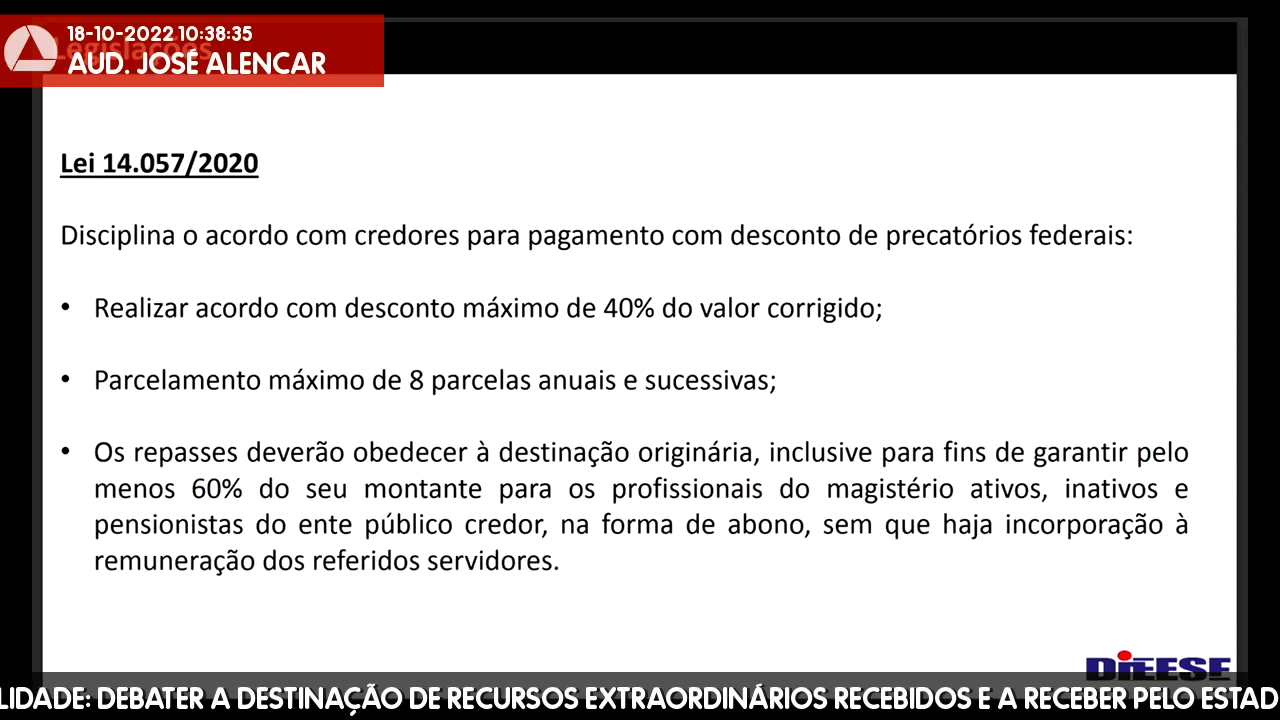 18-10-2022 10:38:35
Legislações
AUD. JOSÉ ALENCAR
Lei 14.057/2020
Disciplina o acordo com credores para pagamento com desconto de precatórios federais:
• Realizar acordo com desconto máximo de 40% do valor corrigido;
• Parcelamento máximo de 8 parcelas anuais e sucessivas;
• Os repasses deverão obedecer à destinação originária, inclusive para fins de garantir pelo
menos 60% do seu montante para os profissionais do magistério ativos, inativos e
pensionistas do ente público credor, na forma de abono, sem que haja incorporação à
remuneração dos referidos servidores.
DIEESE
LIDADE: DEBATER A DESTINAÇÃO DE RECURSOS EXTRAORDINÁRIOS RECEBIDOS E A RECEBER PELO ESTAD